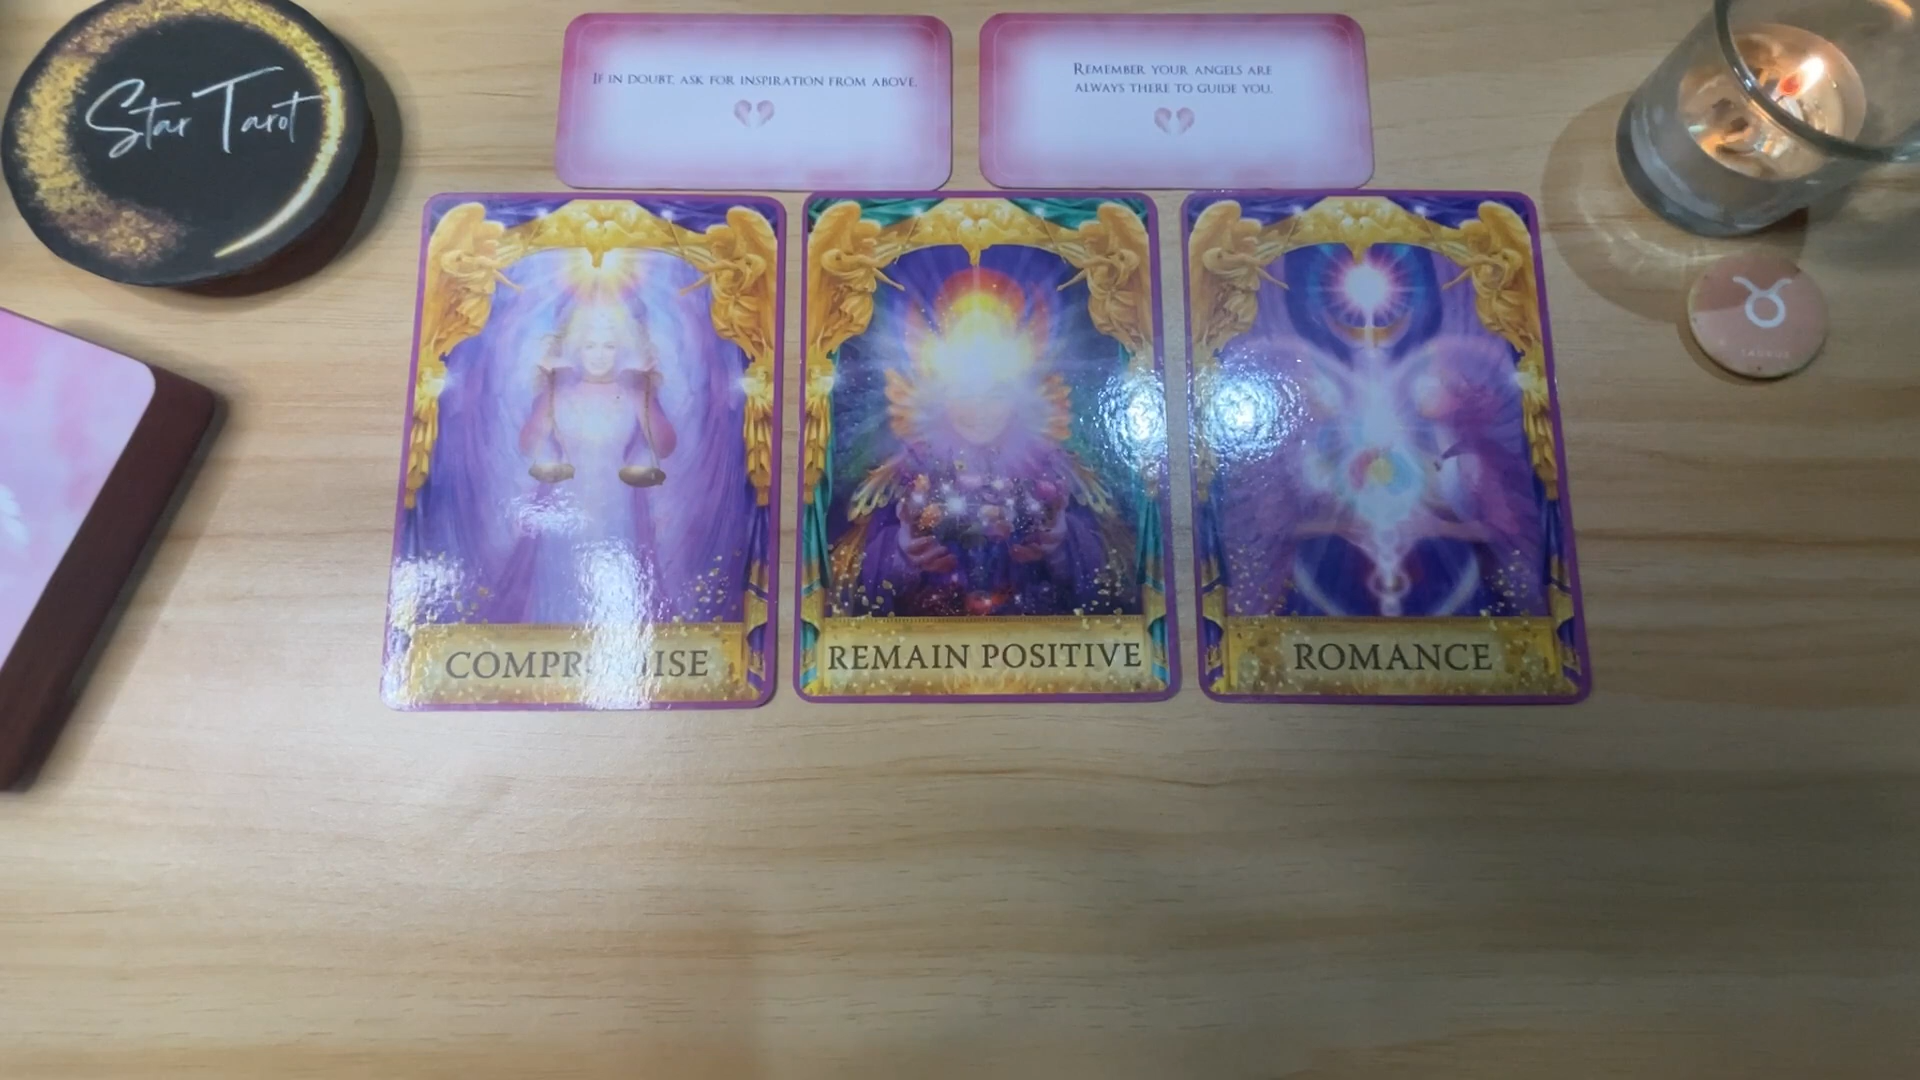 Star Tarot
IF IN DOUBT, ASK FOR INSPIRATION FROM ABOVE.
REMEMBER YOUR ANGELS ARE
ALWAYS THERE TO GUIDE YOU.
TAURUS
COMPROMISE
REMAIN POSITIVE
ROMANCE